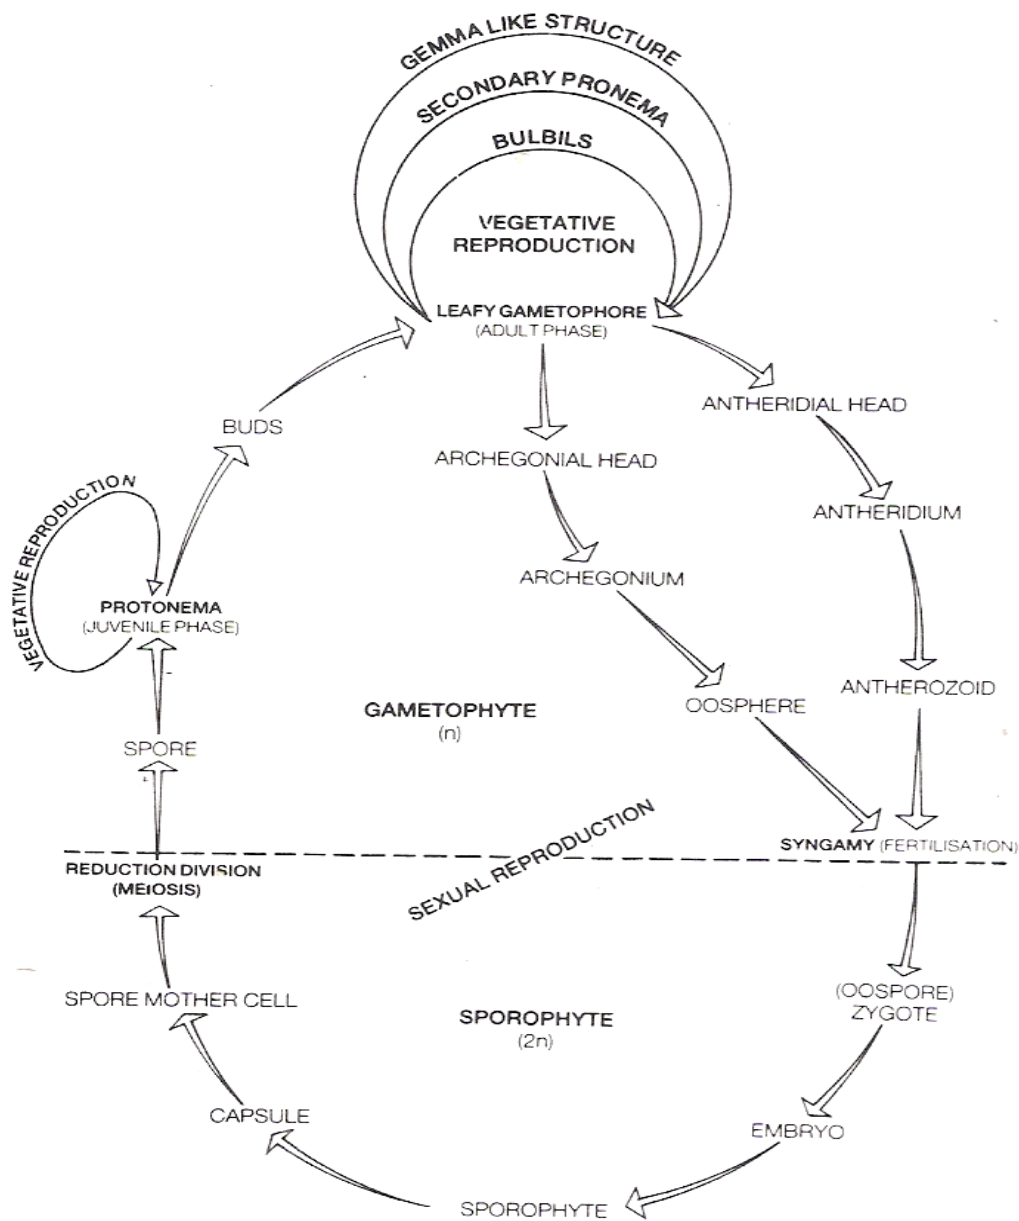 GEMMA LIKE STRUCTURE
SECONDARY PRONEMA
BULBILS
VEGETATIVE
REPRODUCTION
LEAFY GAMETOPHORE
(ADULT PHASE)
ANTHERIDIAL HEAD
BUDS
ARCHEGONIAL HEAD
VEGETATIVE REPRODUCTION
ANTHERIDIUM
ARCHEGONIUM
PROTONEMA
(JUVENILE PHASE)
ANTHEROZOID
OOSPHERE
GAMETOPHYTE
(n)
SPORE
SEXUAL REPRODUCTION
SYNGAMY (FERTILISATION)
REDUCTION DIVISION
(MEIOSIS)
SPORE MOTHER CELL
(OOSPORE)
ZYGOTE
SPOROPHYTE
(2n)
CAPSULE
EMBRYO
SPOROPHYTE